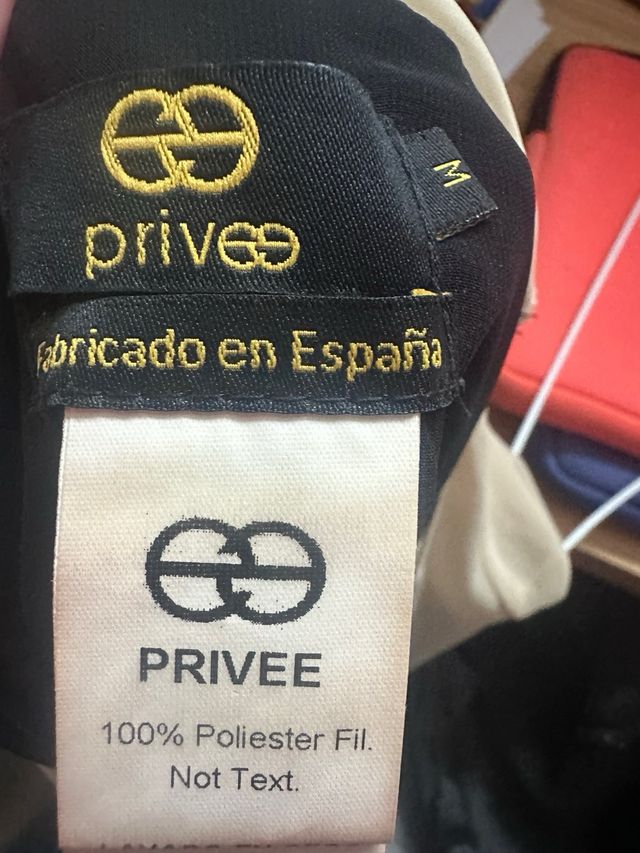 privee
M
Fabricado en España
PRIVEE
100% Poliester Fil.
Not Text.